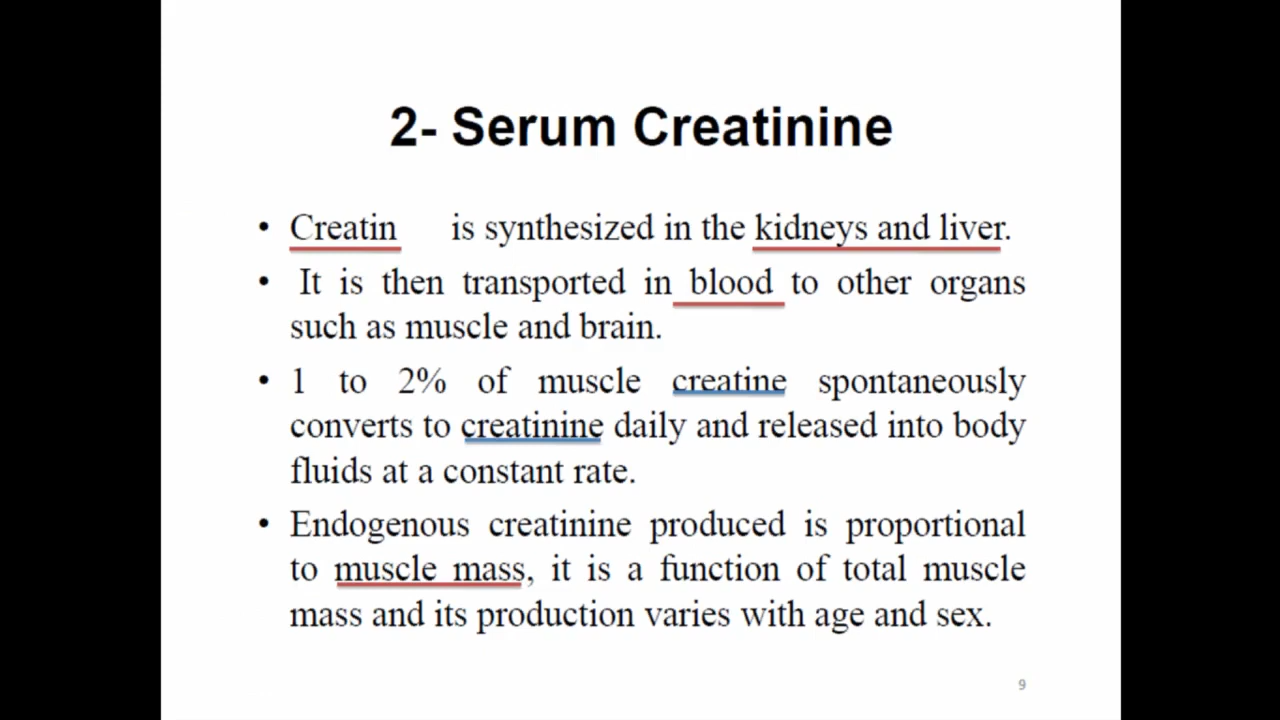 2- Serum Creatinine
• Creatin is synthesized in the kidneys and liver.
• It is then transported in blood to other organs
such as muscle and brain.
• 1 to 2% of muscle creatine spontaneously
converts to creatinine daily and released into body
fluids at a constant rate.
• Endogenous creatinine produced is proportional
to muscle mass, it is a function of total muscle
mass and its production varies with age and sex.
9